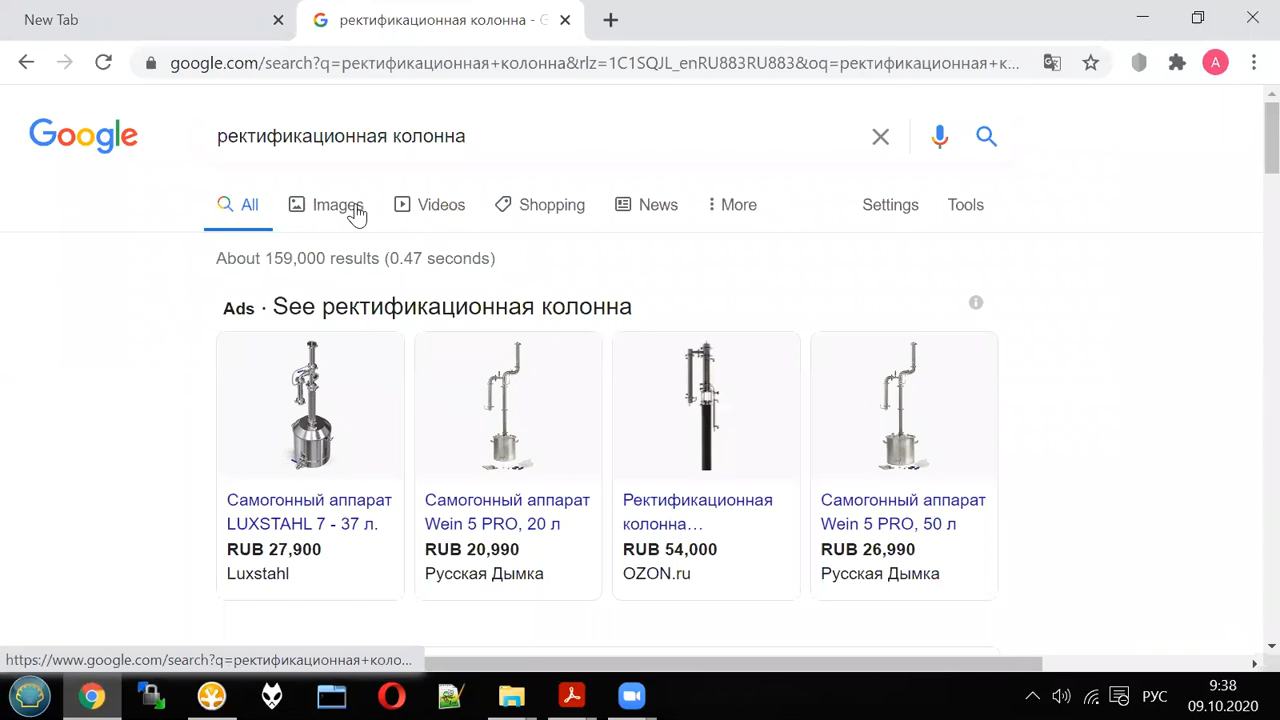 New Tab
ректификационная колонна - G
google.com/search?q=ректификационная+колонна&rlz=1C1SQJL_enRU883RU883&oq=ректификационная+к...
A
Google
ректификационная колонна
All Images Videos Shopping News More Settings Tools
About 159,000 results (0.47 seconds)
Ads · See ректификационная колонна
Самогонный аппарат LUXSTAHL 7 - 37 л.
RUB 27,900
Luxstahl
Самогонный аппарат Wein 5 PRO, 20 л
RUB 20,990
Русская Дымка
Ректификационная колонна…
RUB 54,000
OZON.ru
Самогонный аппарат Wein 5 PRO, 50 л
RUB 26,990
Русская Дымка
https://www.google.com/search?q=ректификационная+коло...
РУС
9:38
09.10.2020